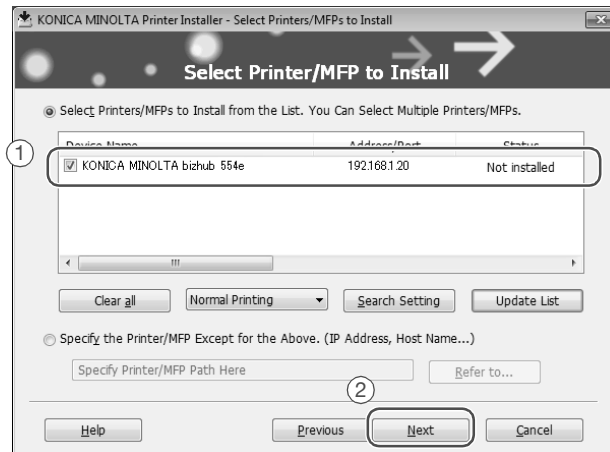 KONICA MINOLTA Printer Installer - Select Printers/MFPs to Install
Select Printer/MFP to Install
Select Printers/MFPs to Install from the List. You Can Select Multiple Printers/MFPs.
Device Name Address/Port Status
1
KONICA MINOLTA bizhub 554e 192.168.1.20 Not installed
Clear all Normal Printing Search Setting Update List
Specify the Printer/MFP Except for the Above. (IP Address, Host Name...)
Specify Printer/MFP Path Here Refer to...
2
Help Previous Next Cancel